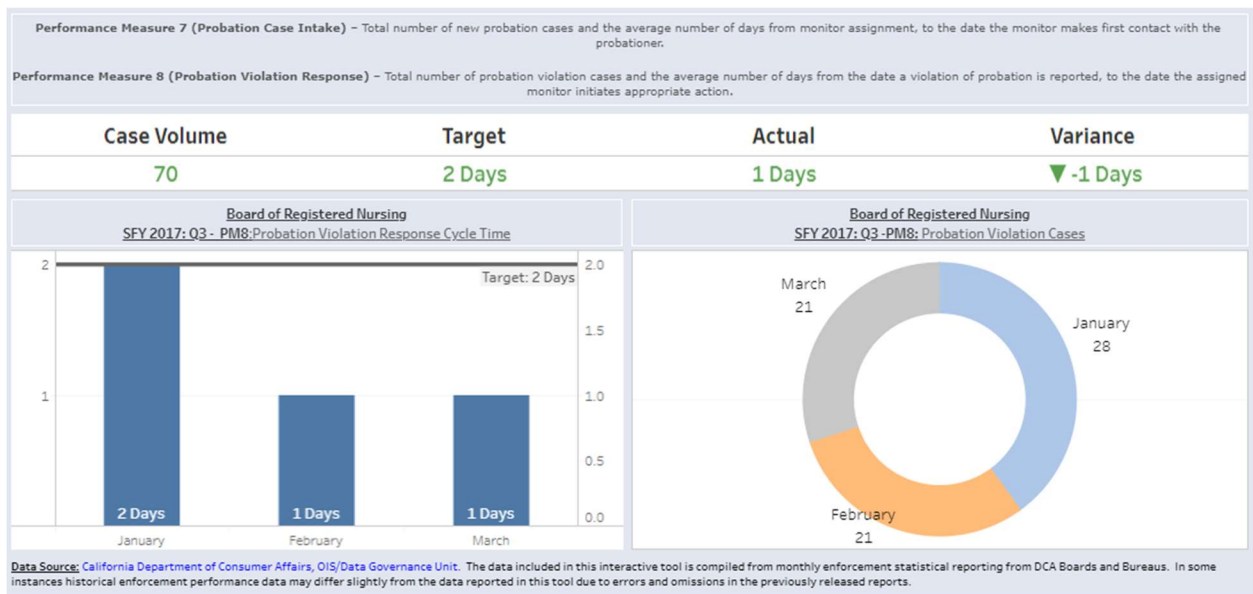 Performance Measure 7 (Probation Case Intake) – Total number of new probation cases and the average number of days from monitor assignment, to the date the monitor makes first contact with the
probationer.
Performance Measure 8 (Probation Violation Response) – Total number of probation violation cases and the average number of days from the date a violation of probation is reported, to the date the assigned
monitor initiates appropriate action.
Case Volume Target Actual Variance
70 2 Days 1 Days ▼ -1 Days
Board of Registered Nursing
SFY 2017: Q3 - PM8:Probation Violation Response Cycle Time
2 2.0
Target: 2 Days
1.5
1 1.0
0.5
2 Days 1 Days 1 Days 0.0
January February March
Board of Registered Nursing
SFY 2017: Q3 -PM8: Probation Violation Cases
March
21
January
28
February
21
Data Source: California Department of Consumer Affairs, OIS/Data Governance Unit. The data included in this interactive tool is compiled from monthly enforcement statistical reporting from DCA Boards and Bureaus. In some
instances historical enforcement performance data may differ slightly from the data reported in this tool due to errors and omissions in the previously released reports.